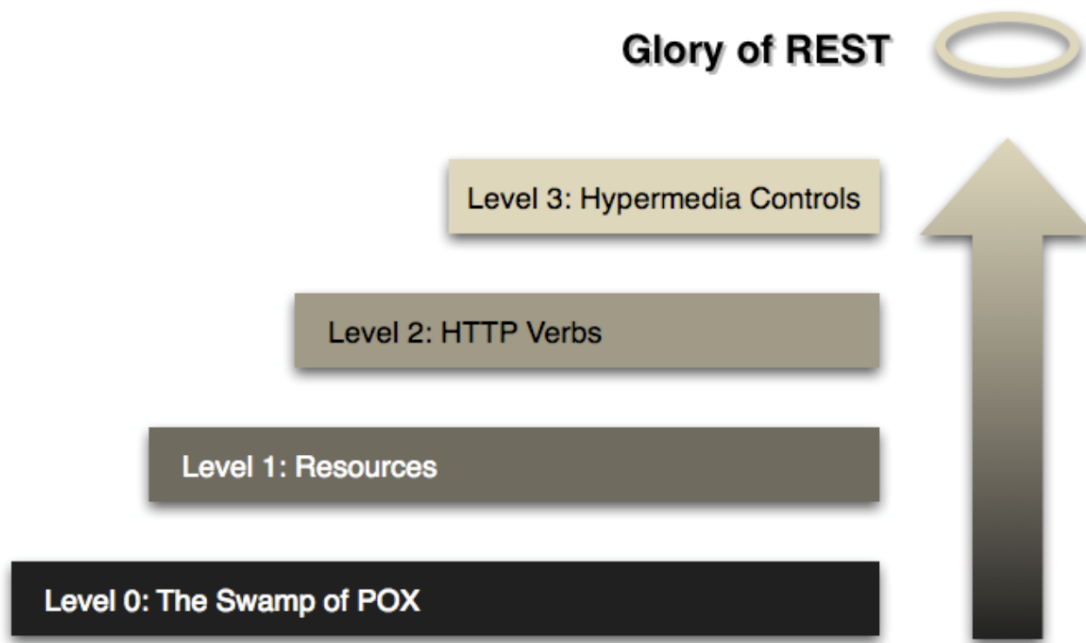 Glory of REST
Level 3: Hypermedia Controls
Level 2: HTTP Verbs
Level 1: Resources
Level 0: The Swamp of POX